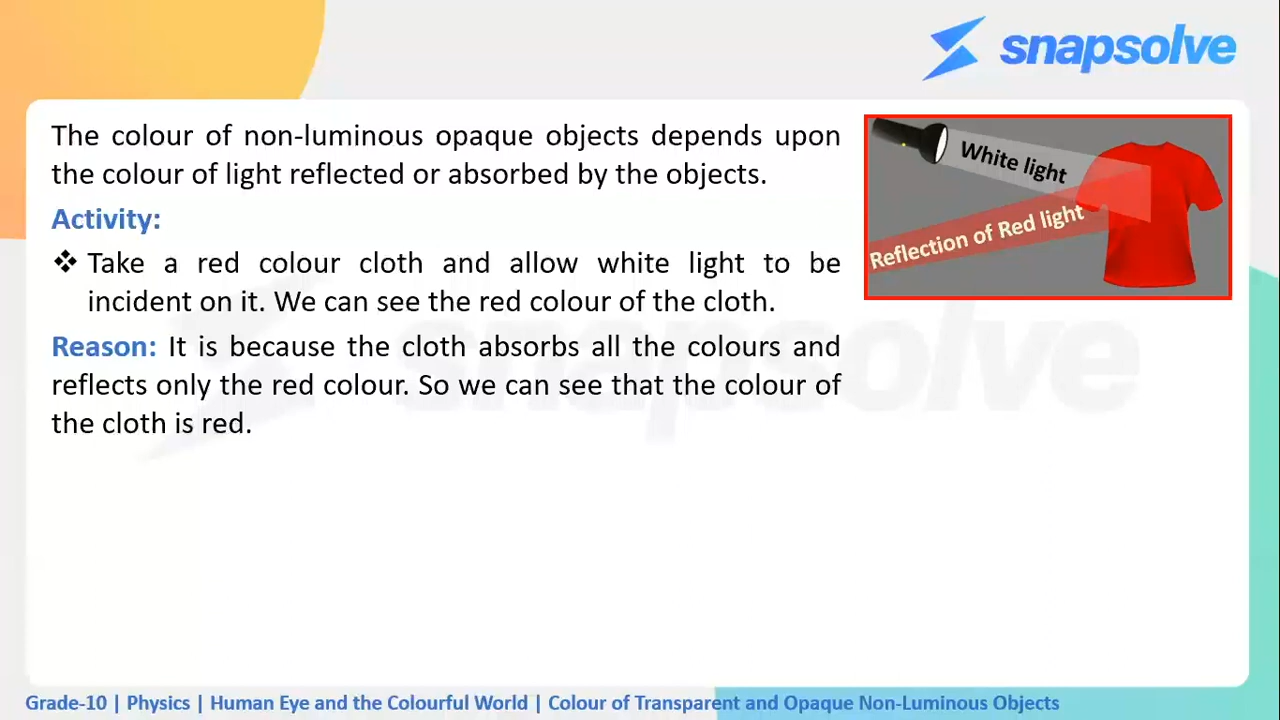 snapsolve
The colour of non-luminous opaque objects depends upon
the colour of light reflected or absorbed by the objects.
Activity:
❖ Take a red colour cloth and allow white light to be
incident on it. We can see the red colour of the cloth.
Reason: It is because the cloth absorbs all the colours and
reflects only the red colour. So we can see that the colour of
the cloth is red.
White light
Reflection of Red light
snapsolve
Grade-10 | Physics | Human Eye and the Colourful World | Colour of Transparent and Opaque Non-Luminous Objects